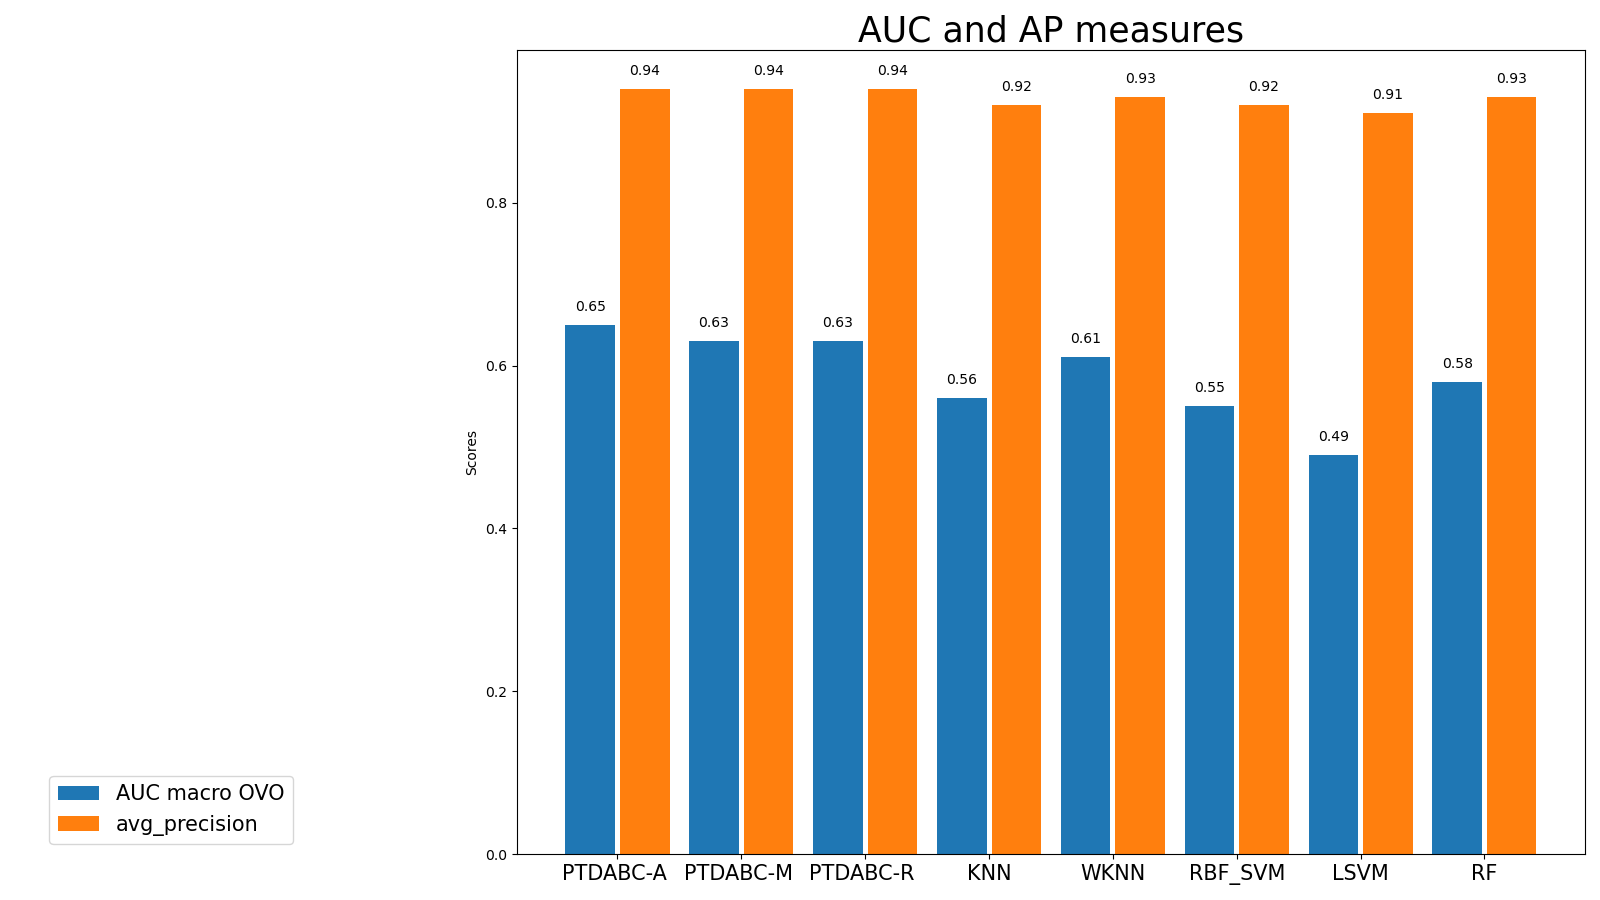 AUC and AP measures
0.94 0.94 0.94 0.92 0.93 0.92 0.91 0.93
0.65 0.63 0.63 0.56 0.61 0.55 0.49 0.58
0.8
0.6
0.4
0.2
0.0
Scores
PTDABC-A PTDABC-M PTDABC-R KNN WKNN RBF_SVM LSVM RF
AUC macro OVO
avg_precision